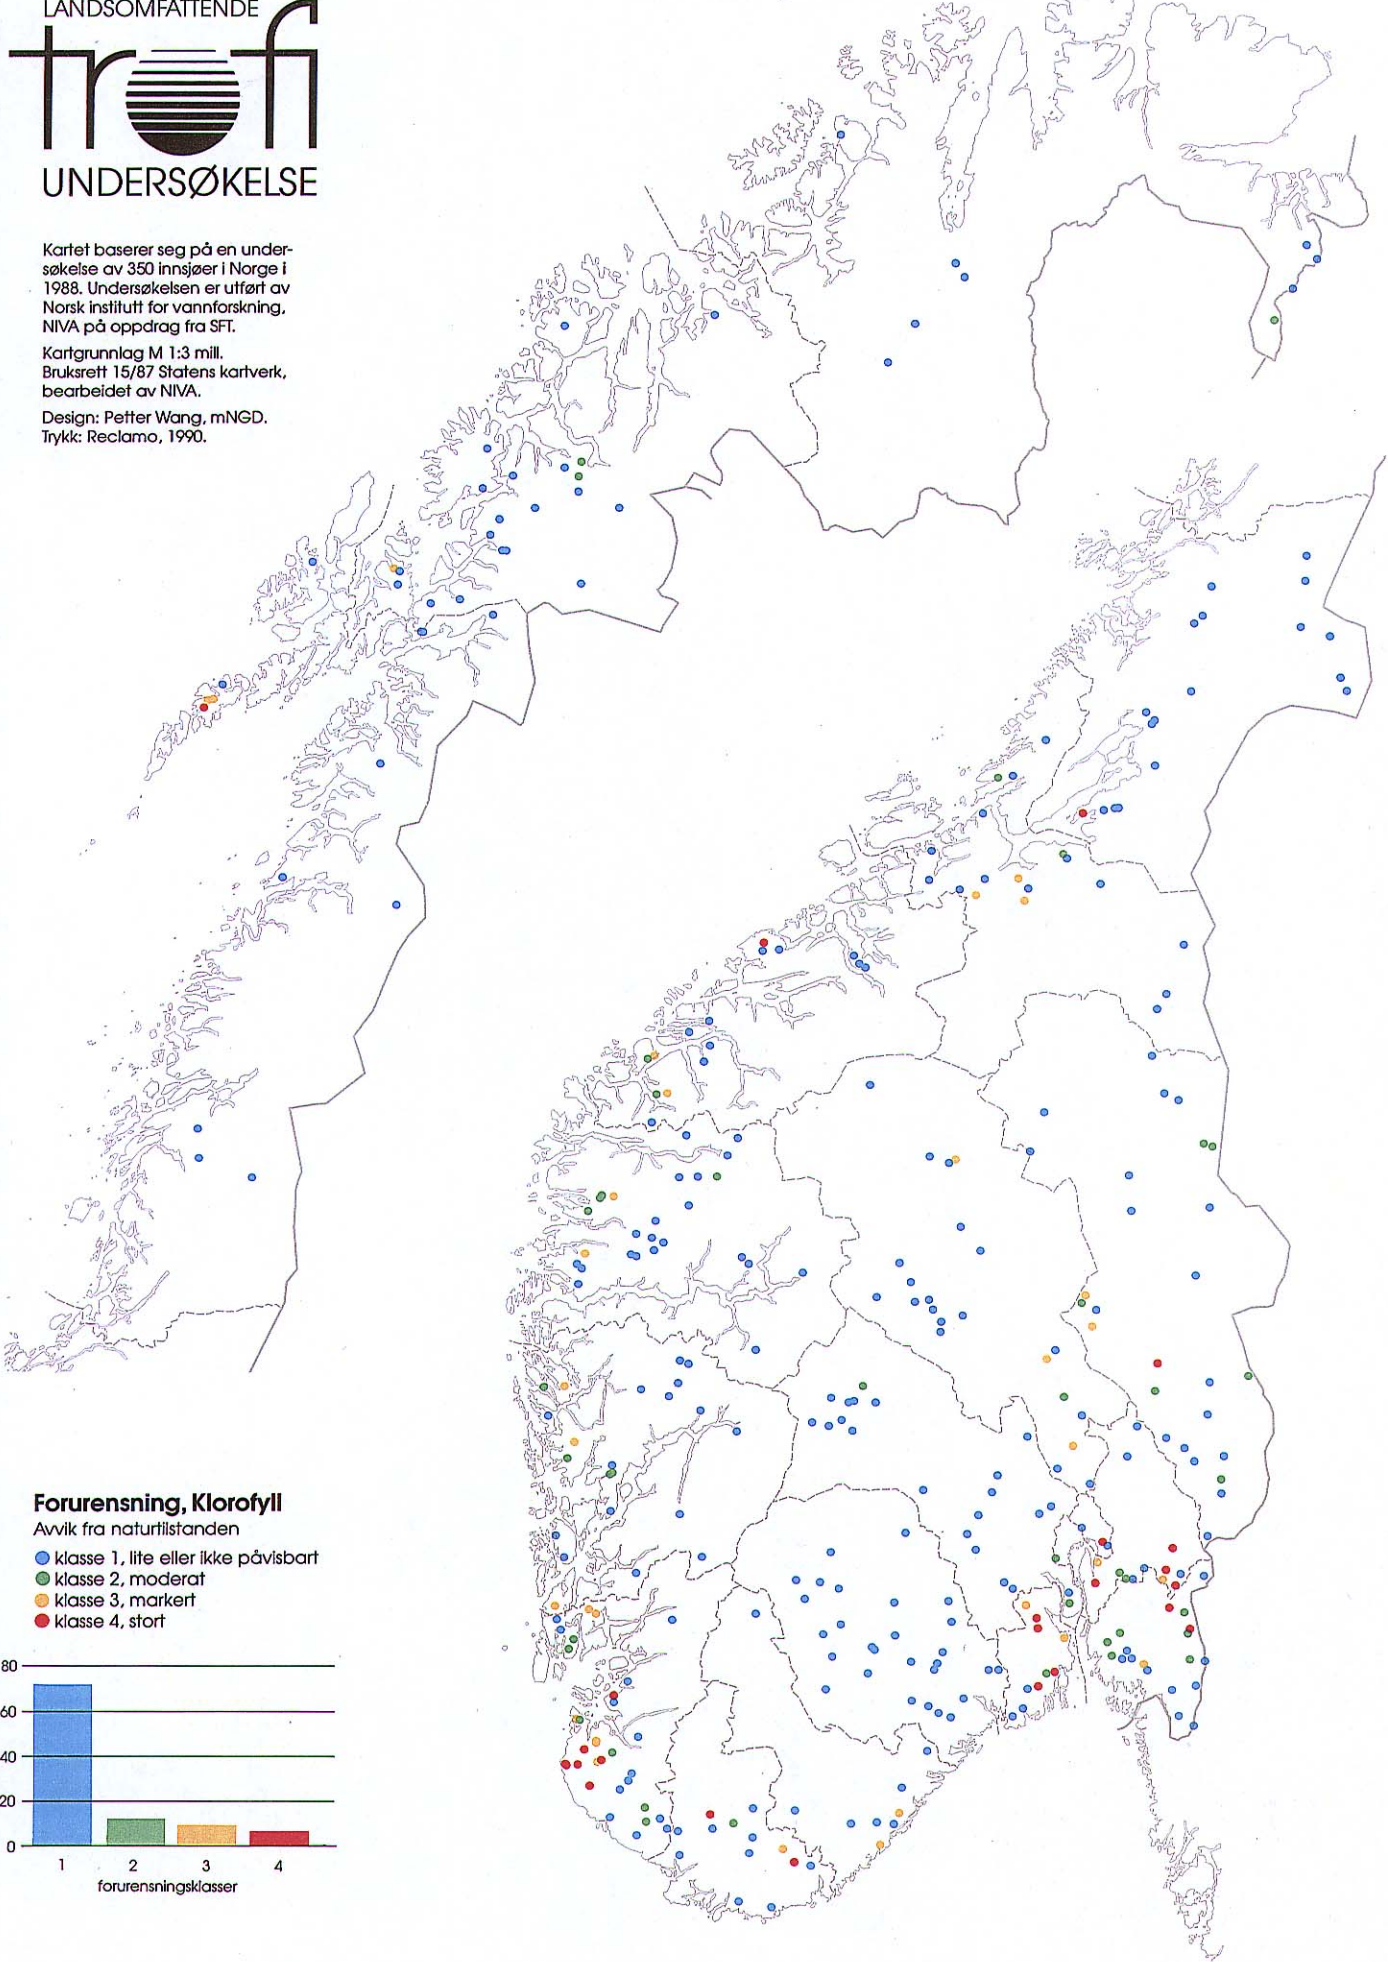 LANDSOMFATTENDE
trofi
UNDERSØKELSE
Kartet baserer seg på en under-
søkelse av 350 innsjøer i Norge i
1988. Undersøkelsen er utført av
Norsk institutt for vannforskning,
NIVA på oppdrag fra SFT.
Kartgrunnlag M 1:3 mill.
Bruksrett 15/87 Statens kartverk,
bearbeidet av NIVA.
Design: Petter Wang, mNGD.
Trykk: Reclamo, 1990.
Forurensning, Klorofyll
Avvik fra naturtilstanden
klasse 1, lite eller ikke påvisbart
klasse 2, moderat
klasse 3, markert
klasse 4, stort
80
60
40
20
0
1 2 3 4
forurensningsklasser